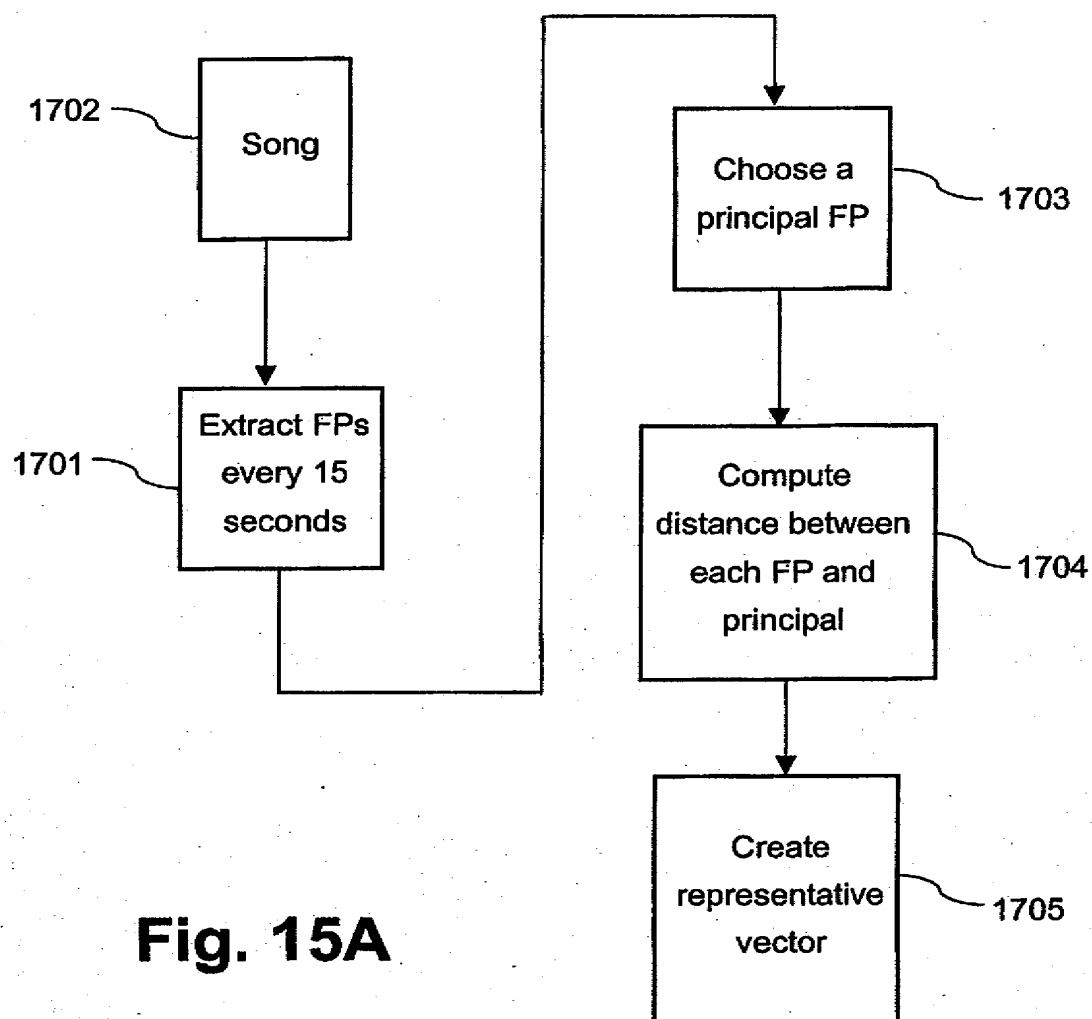 1702
Song
1701
Extract FPs
every 15
seconds
Choose a
principal FP
1703
Compute
distance between
each FP and
principal
1704
Create
representative
vector
1705
Fig. 15A